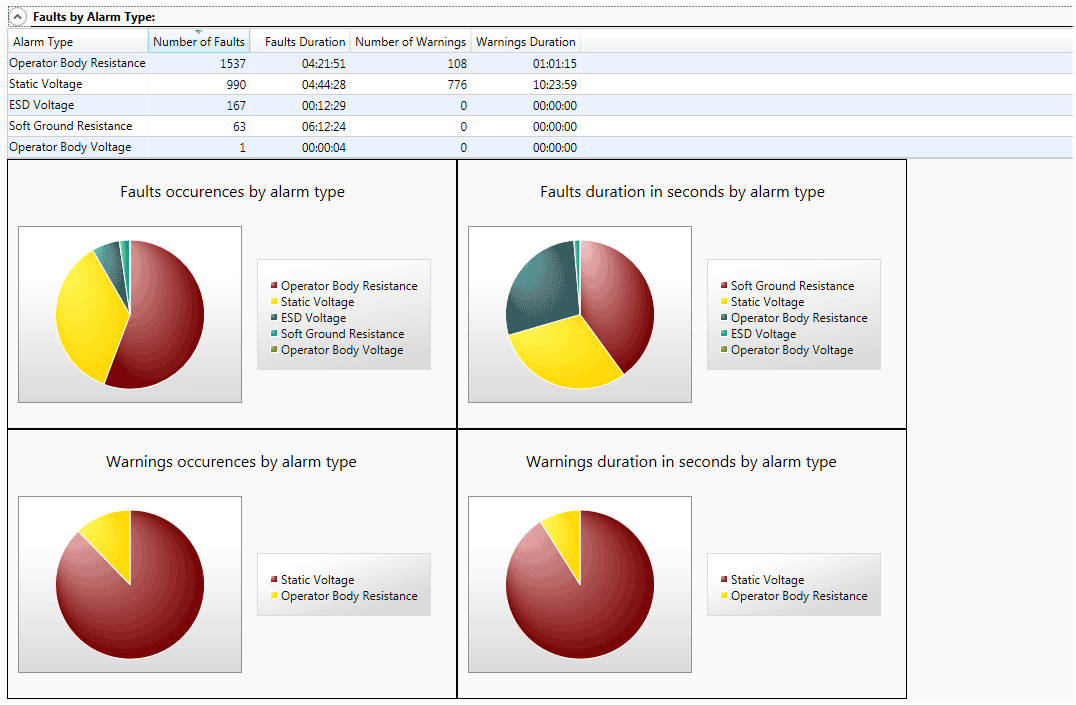 Faults by Alarm Type:
Alarm Type Number of Faults Faults Duration Number of Warnings Warnings Duration
Operator Body Resistance 1537 04:21:51 108 01:01:15
Static Voltage 990 04:44:28 776 10:23:59
ESD Voltage 167 00:12:29 0 00:00:00
Soft Ground Resistance 63 06:12:24 0 00:00:00
Operator Body Voltage 1 00:00:04 0 00:00:00
Faults occurences by alarm type
Operator Body Resistance
Static Voltage
ESD Voltage
Soft Ground Resistance
Operator Body Voltage
Faults duration in seconds by alarm type
Soft Ground Resistance
Static Voltage
Operator Body Resistance
ESD Voltage
Operator Body Voltage
Warnings occurences by alarm type
Static Voltage
Operator Body Resistance
Warnings duration in seconds by alarm type
Static Voltage
Operator Body Resistance